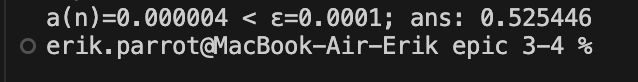 a(n)=0.000004 < ε=0.0001; ans: 0.525446
erik.parrot@MacBook-Air-Erik epic 3-4 %